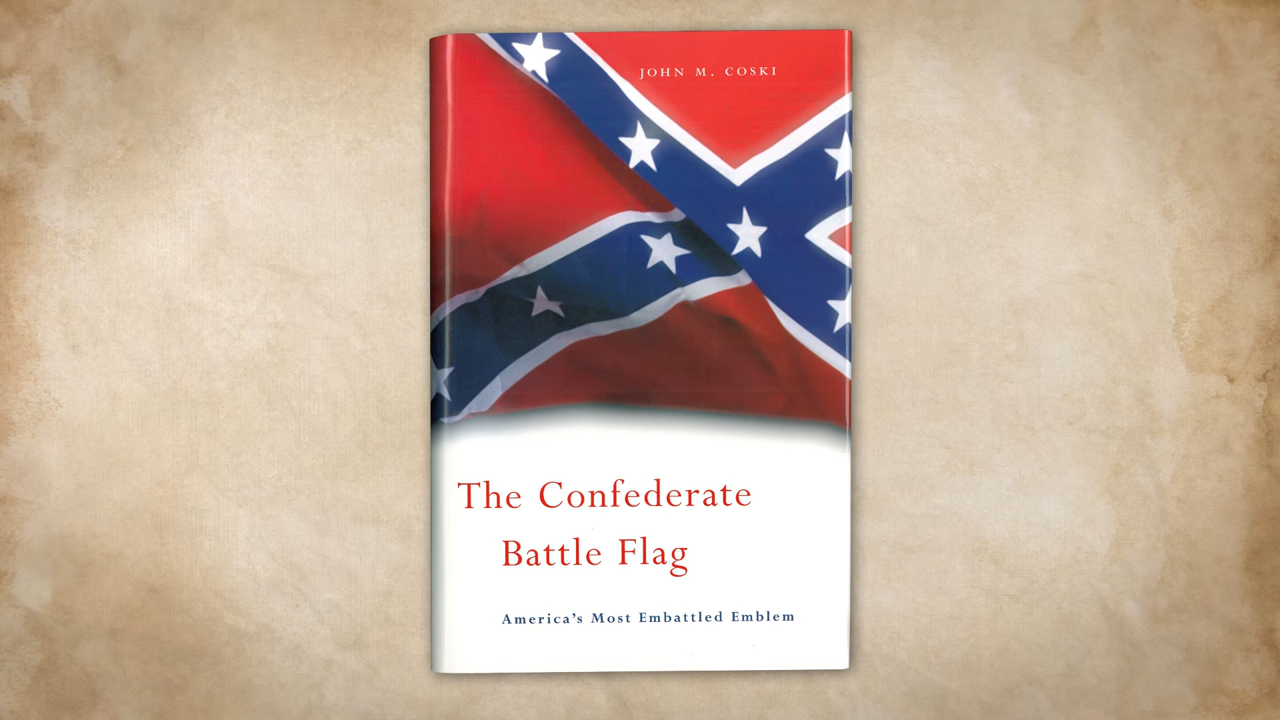 JOHN M. COSKI
The Confederate
Battle Flag
America's Most Embattled Emblem